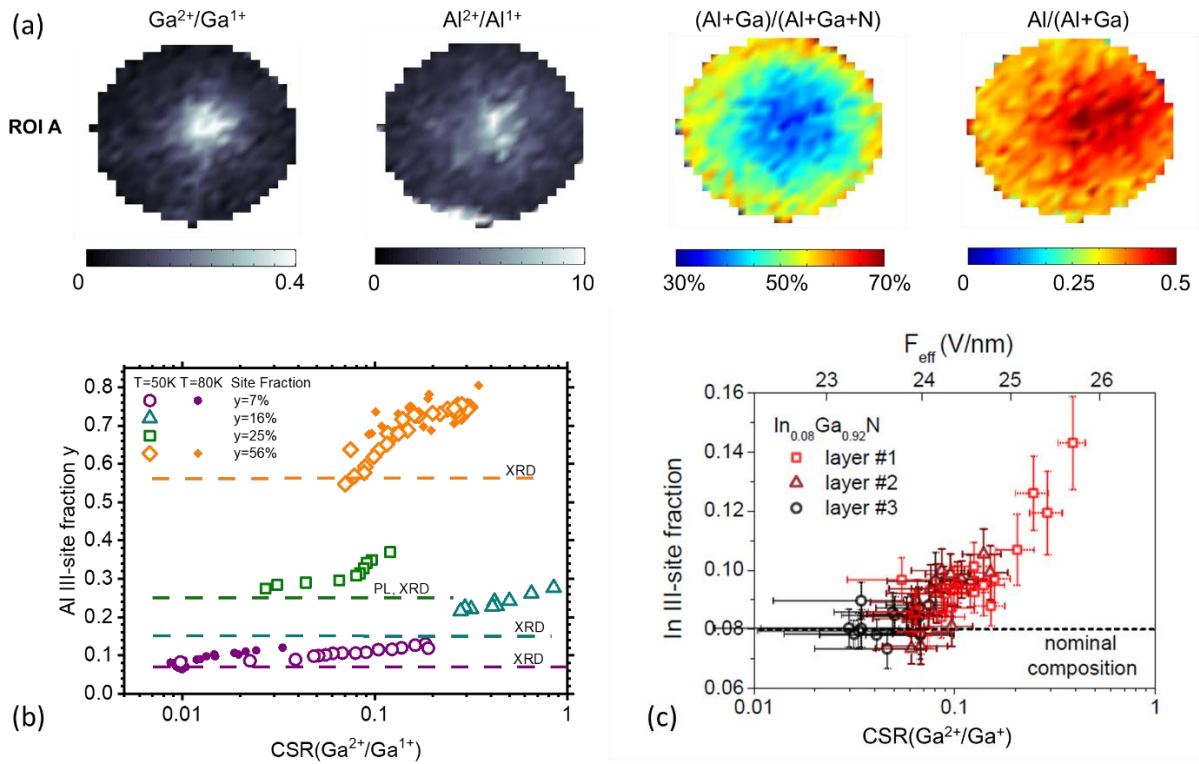 (a)
Ga²⁺/Ga¹⁺
Al²⁺/Al¹⁺
(Al+Ga)/(Al+Ga+N)
Al/(Al+Ga)
ROI A
0
0.4
0
10
30%
50%
70%
0
0.25
0.5
(b)
Al III-site fraction y
0.8
0.7
0.6
0.5
0.4
0.3
0.2
0.1
0.0
T=50K T=80K Site Fraction
y=7%
y=16%
y=25%
y=56%
XRD
PL, XRD
XRD
XRD
0.01
0.1
1
CSR(Ga²⁺/Ga¹⁺)
(c)
F_eff (V/nm)
23
24
25
26
In III-site fraction
0.16
0.14
0.12
0.10
0.08
0.06
In₀.₀₈Ga₀.₉₂N
layer #1
layer #2
layer #3
nominal
composition
0.01
0.1
1
CSR(Ga²⁺/Ga⁺)